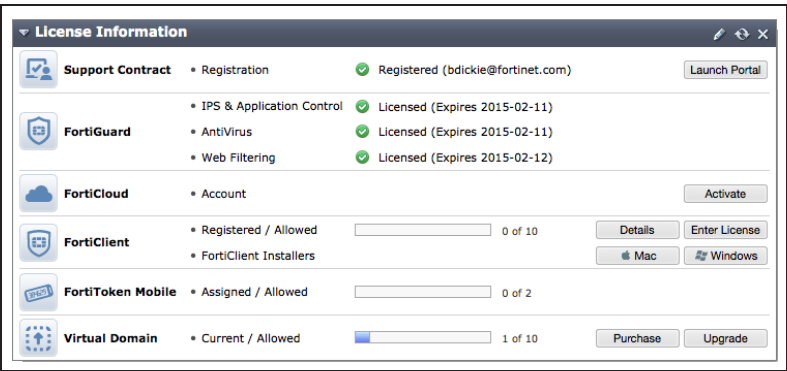 License Information
Support Contract • Registration Registered (bdickie@fortinet.com) Launch Portal
• IPS & Application Control Licensed (Expires 2015-02-11)
FortiGuard • AntiVirus Licensed (Expires 2015-02-11)
• Web Filtering Licensed (Expires 2015-02-12)
FortiCloud • Account Activate
FortiClient • Registered / Allowed 0 of 10 Details Enter License
• FortiClient Installers Mac Windows
FortiToken Mobile • Assigned / Allowed 0 of 2
Virtual Domain • Current / Allowed 1 of 10 Purchase Upgrade